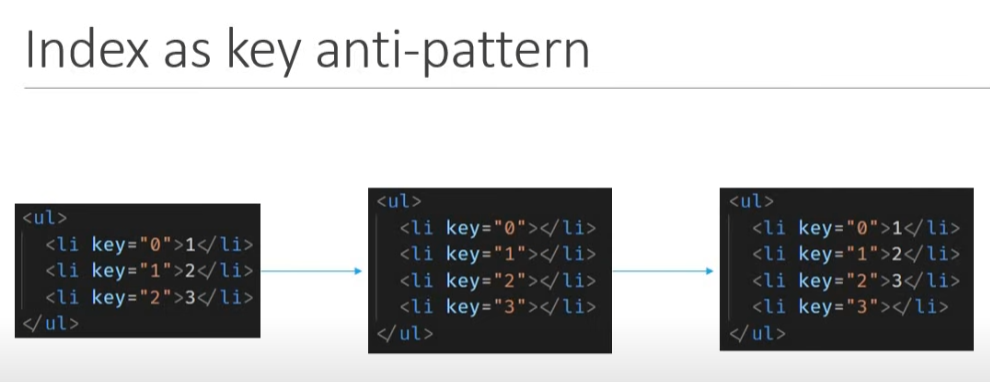 Index as key anti-pattern
<ul>
<li key="0">1</li>
<li key="1">2</li>
<li key="2">3</li>
</ul>
<ul>
<li key="0"></li>
<li key="1"></li>
<li key="2"></li>
<li key="3"></li>
</ul>
<ul>
<li key="0">1</li>
<li key="1">2</li>
<li key="2">3</li>
<li key="3"></li>
</ul>